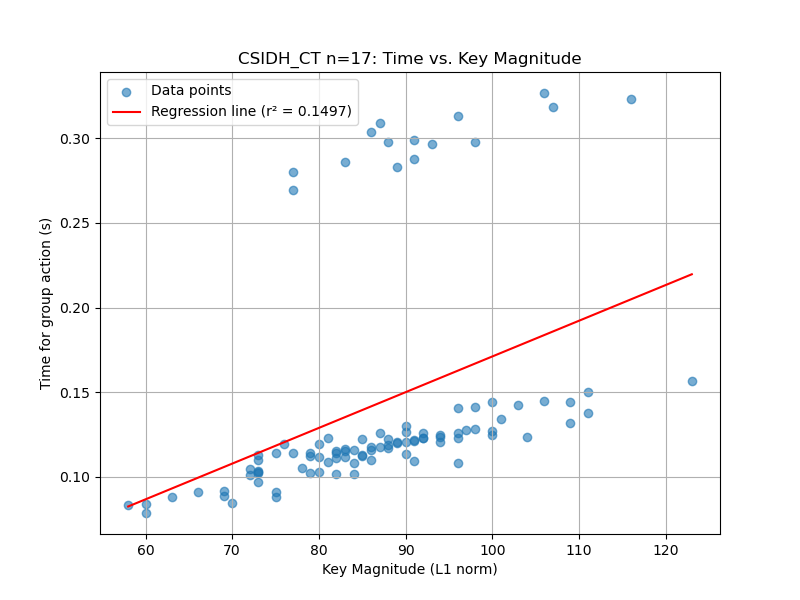 CSIDH_CT n=17: Time vs. Key Magnitude
Data points
Regression line (r² = 0.1497)
Time for group action (s)
0.30
0.25
0.20
0.15
0.10
60 70 80 90 100 110 120
Key Magnitude (L1 norm)